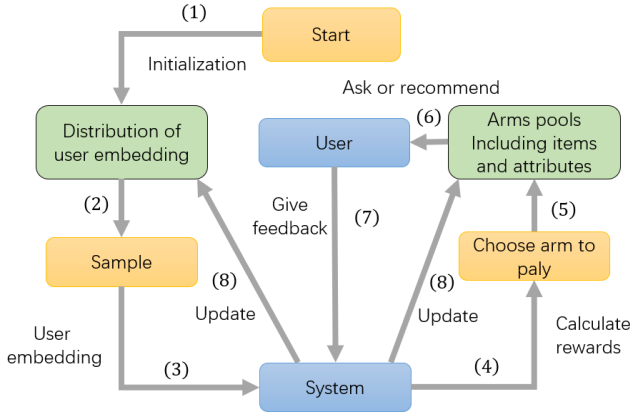 (1)
Start
Initialization
Ask or recommend
Distribution of
user embedding
User
(6)
Arms pools
Including items
and attributes
(2)
Give
feedback
(7)
(5)
Sample
(8)
Update
(8)
Update
Choose arm to
paly
User
embedding
(3)
System
(4)
Calculate
rewards